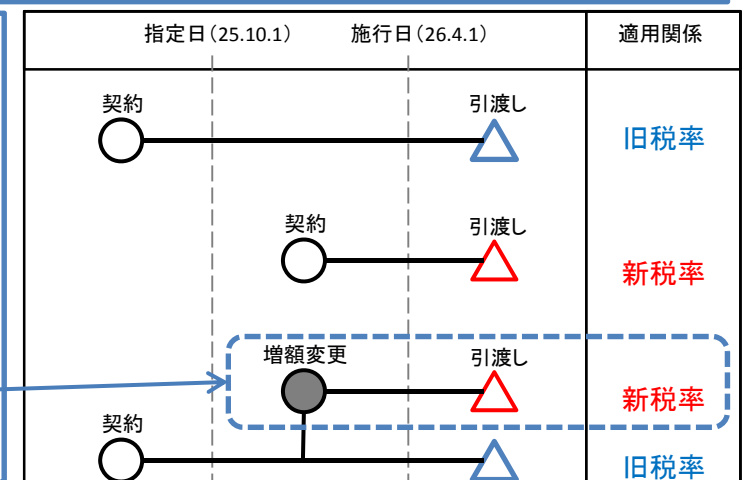 指定日(25.10.1) 施行日(26.4.1) 適用関係
契約 引渡し
旧税率
契約 引渡し
新税率
増額変更 引渡し
新税率
契約
旧税率